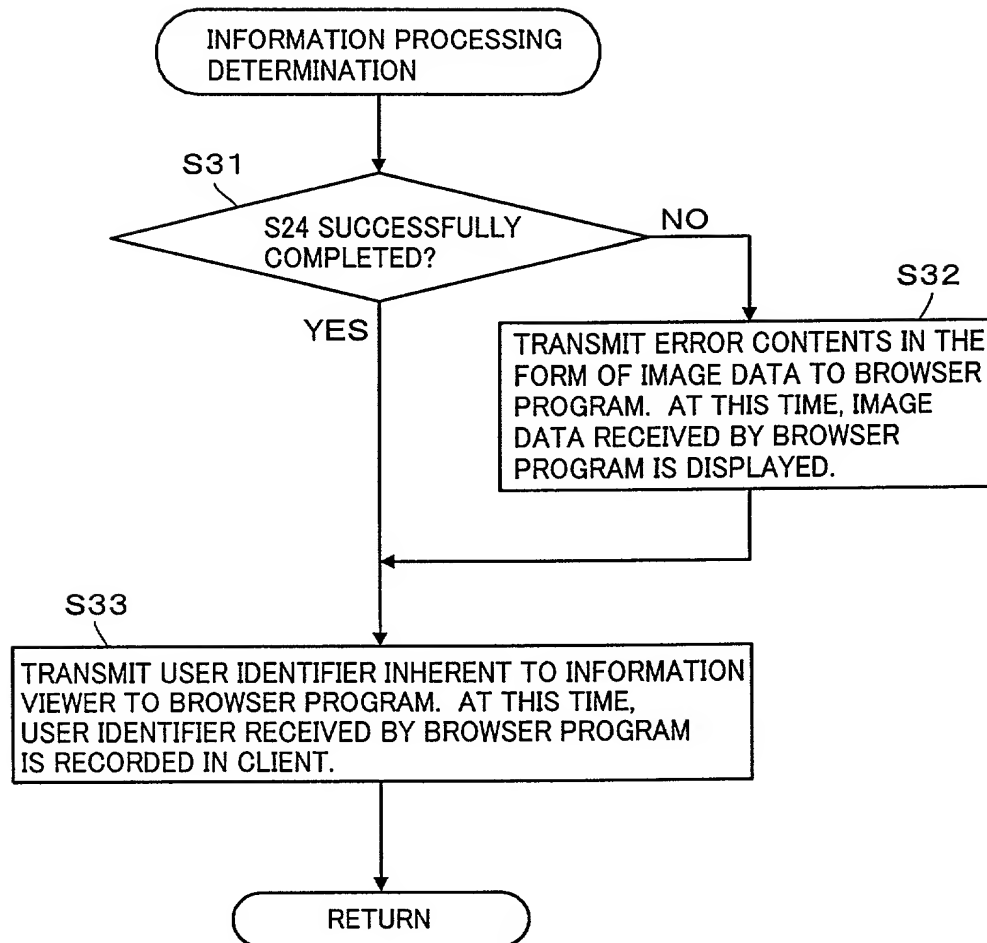 INFORMATION PROCESSING
DETERMINATION
S31
S24 SUCCESSFULLY
COMPLETED?
NO
YES
S32
TRANSMIT ERROR CONTENTS IN THE
FORM OF IMAGE DATA TO BROWSER
PROGRAM. AT THIS TIME, IMAGE
DATA RECEIVED BY BROWSER
PROGRAM IS DISPLAYED.
S33
TRANSMIT USER IDENTIFIER INHERENT TO INFORMATION
VIEWER TO BROWSER PROGRAM. AT THIS TIME,
USER IDENTIFIER RECEIVED BY BROWSER PROGRAM
IS RECORDED IN CLIENT.
RETURN